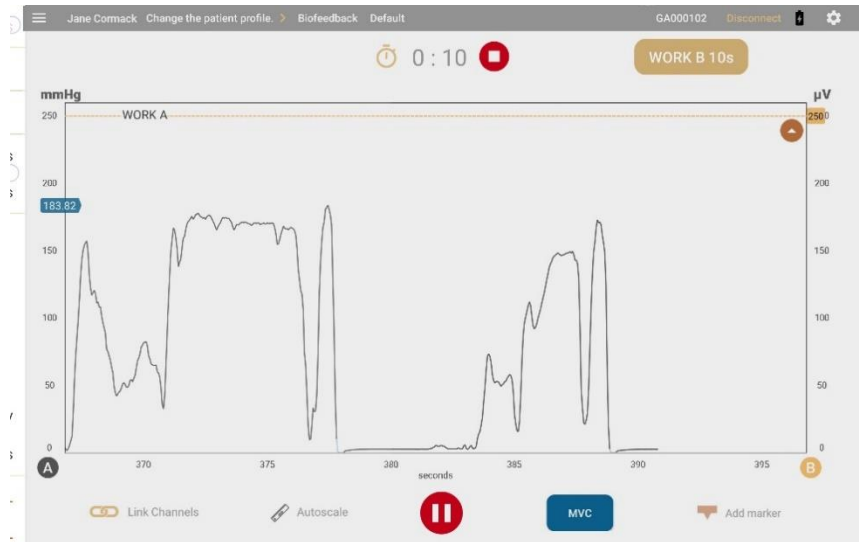 Jane Cormack Change the patient profile. > Biofeedback Default GA000102 Disconnect
0 : 10 WORK B 10s
mmHg µV
WORK A
250 250
200 200
183.82
150 150
100 100
50 50
0 0
A 370 375 380 385 390 395 B
seconds
Link Channels Autoscale MVC Add marker